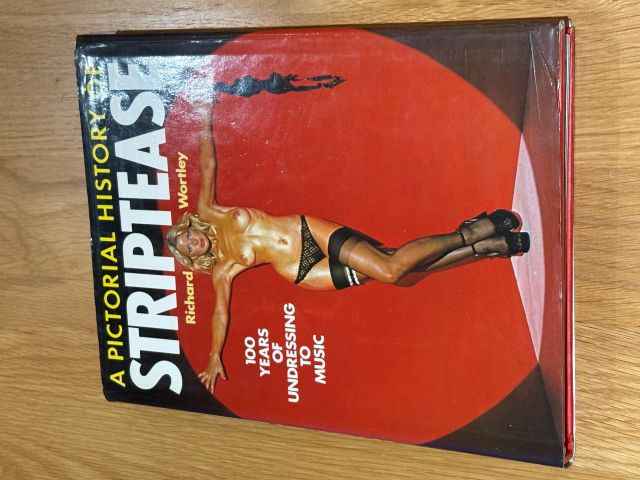 A PICTORIAL HISTORY OF
STRIPTEASE
Richard Wortley
100
YEARS
OF
UNDRESSING
TO
MUSIC